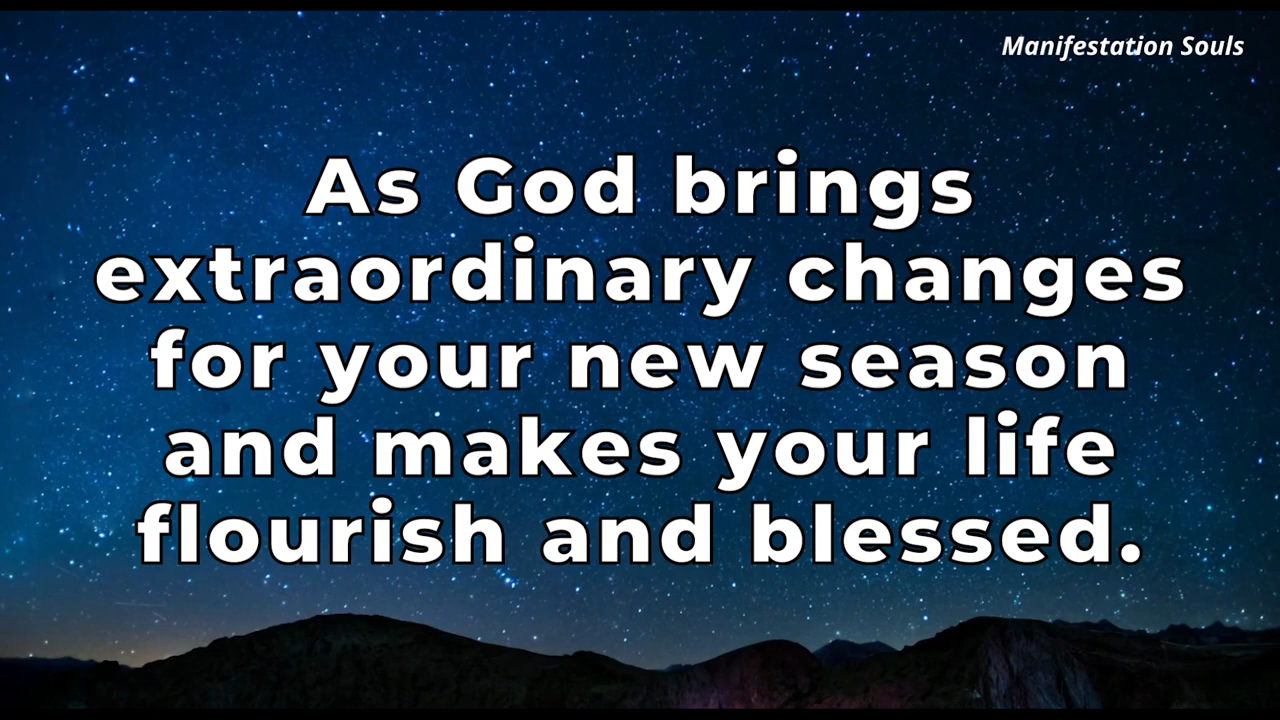 Manifestation Souls
As God brings
extraordinary changes
for your new season
and makes your life
flourish and blessed.